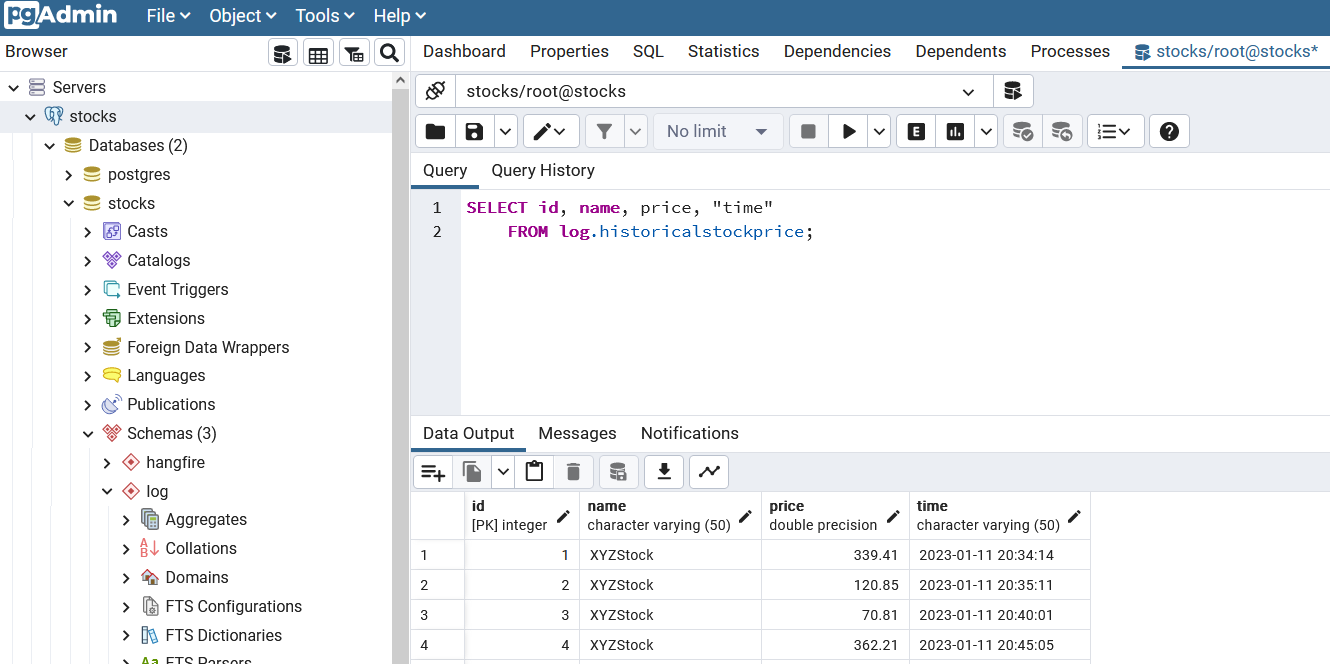 pgAdmin File Object Tools Help
Browser
Servers
stocks
Databases (2)
postgres
stocks
Casts
Catalogs
Event Triggers
Extensions
Foreign Data Wrappers
Languages
Publications
Schemas (3)
hangfire
log
Aggregates
Collations
Domains
FTS Configurations
FTS Dictionaries
FTS Parsers
Dashboard Properties SQL Statistics Dependencies Dependents Processes stocks/root@stocks*
stocks/root@stocks
No limit E ?
Query Query History
1 SELECT id, name, price, "time"
2 FROM log.historicalstockprice;
Data Output Messages Notifications
id name price time
[PK] integer character varying (50) double precision character varying (50)
1 1 XYZStock 339.41 2023-01-11 20:34:14
2 2 XYZStock 120.85 2023-01-11 20:35:11
3 3 XYZStock 70.81 2023-01-11 20:40:01
4 4 XYZStock 362.21 2023-01-11 20:45:05